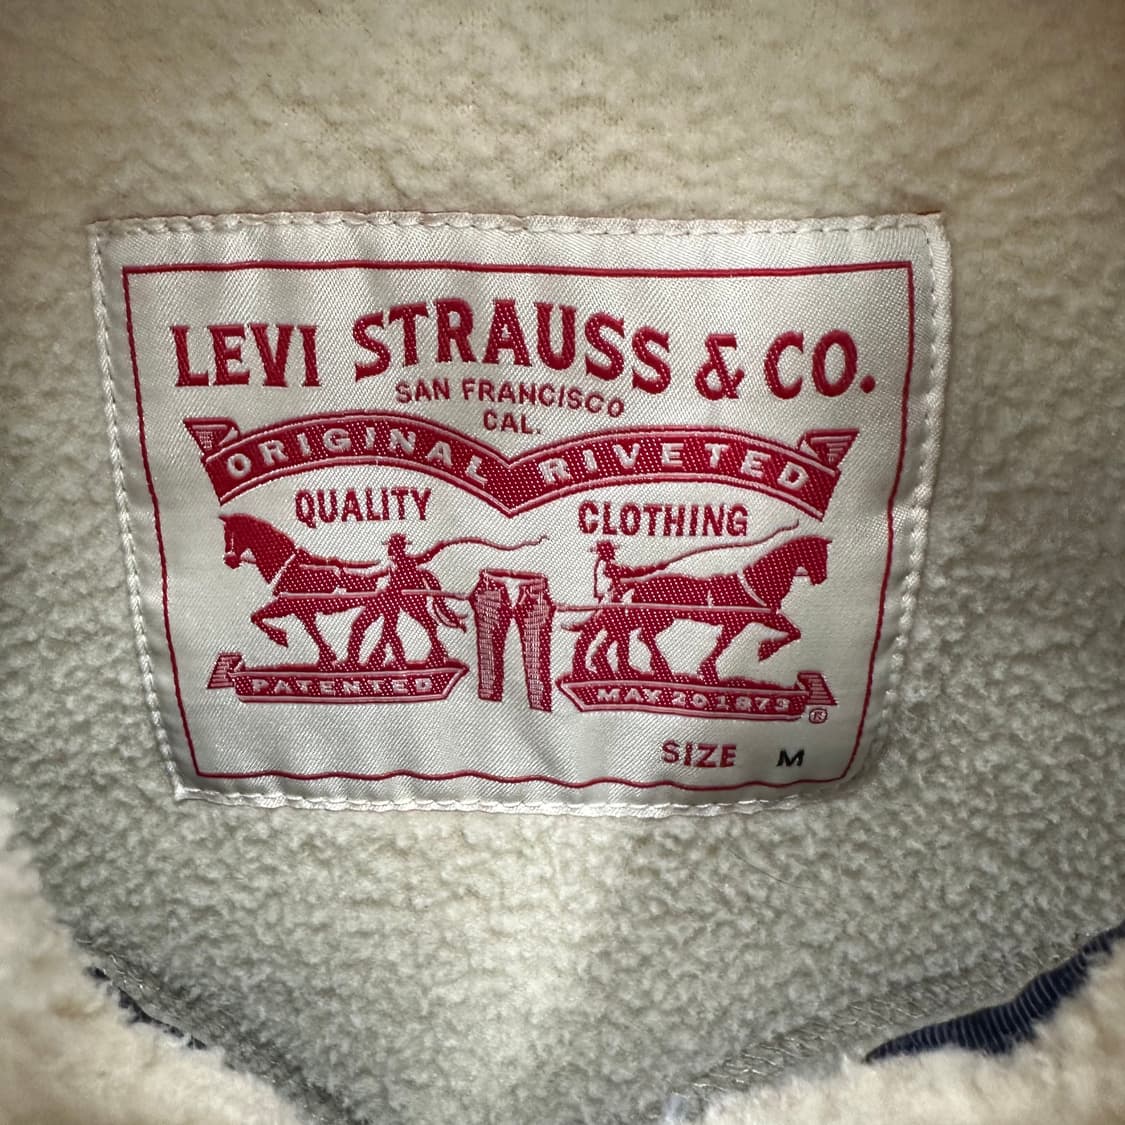 LEVI STRAUSS & CO.
SAN FRANCISCO
CAL.
ORIGINAL RIVETED
QUALITY CLOTHING
PATENTED MAY 20 1873
®
SIZE M